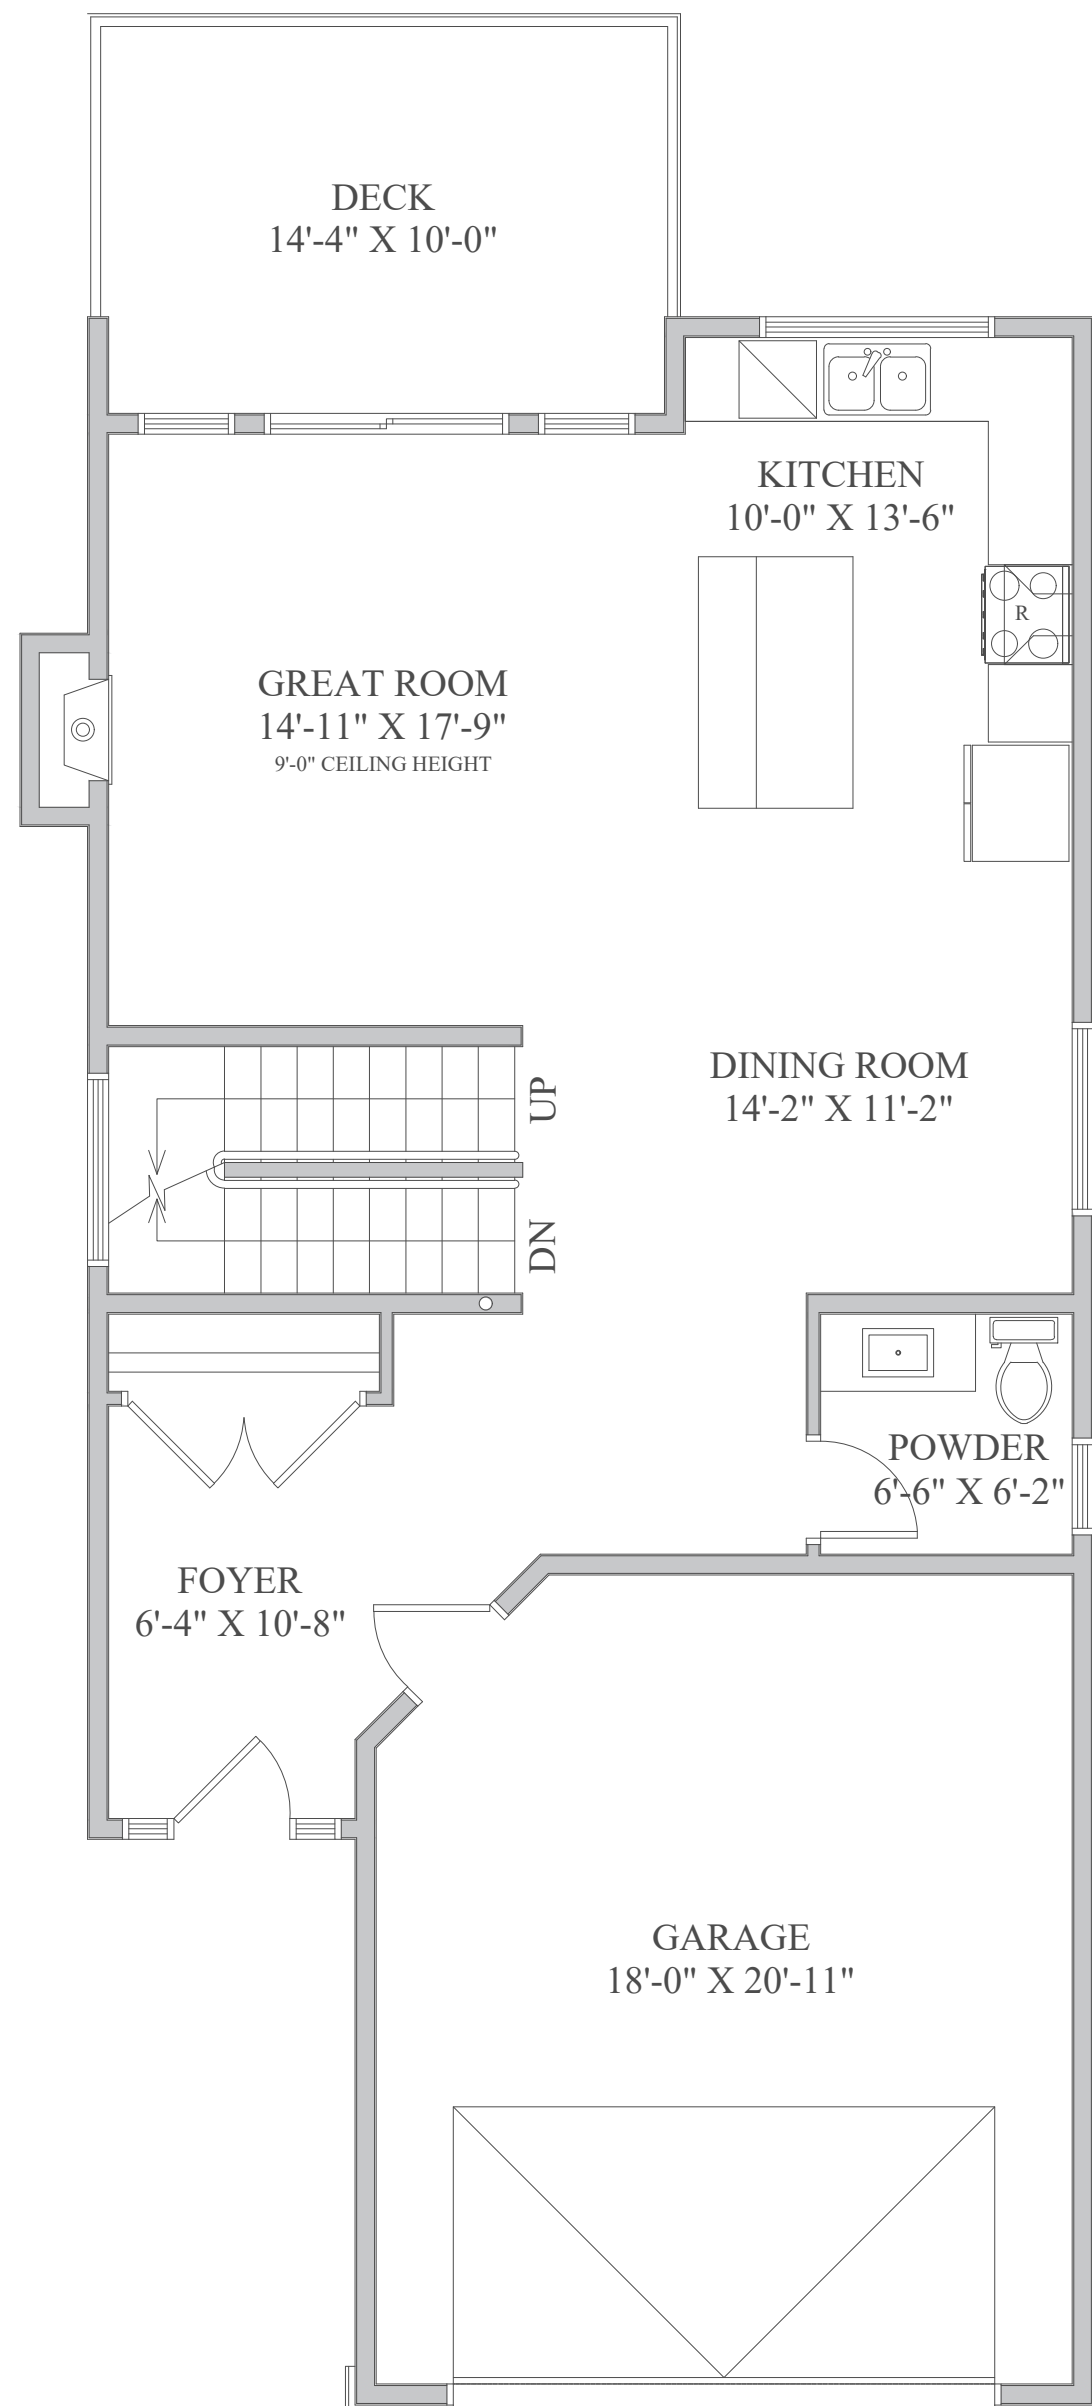 DECK
14'-4" X 10'-0"
KITCHEN
10'-0" X 13'-6"
R
GREAT ROOM
14'-11" X 17'-9"
9'-0" CEILING HEIGHT
UP
DINING ROOM
14'-2" X 11'-2"
DN
POWDER
6'-6" X 6'-2"
FOYER
6'-4" X 10'-8"
GARAGE
18'-0" X 20'-11"